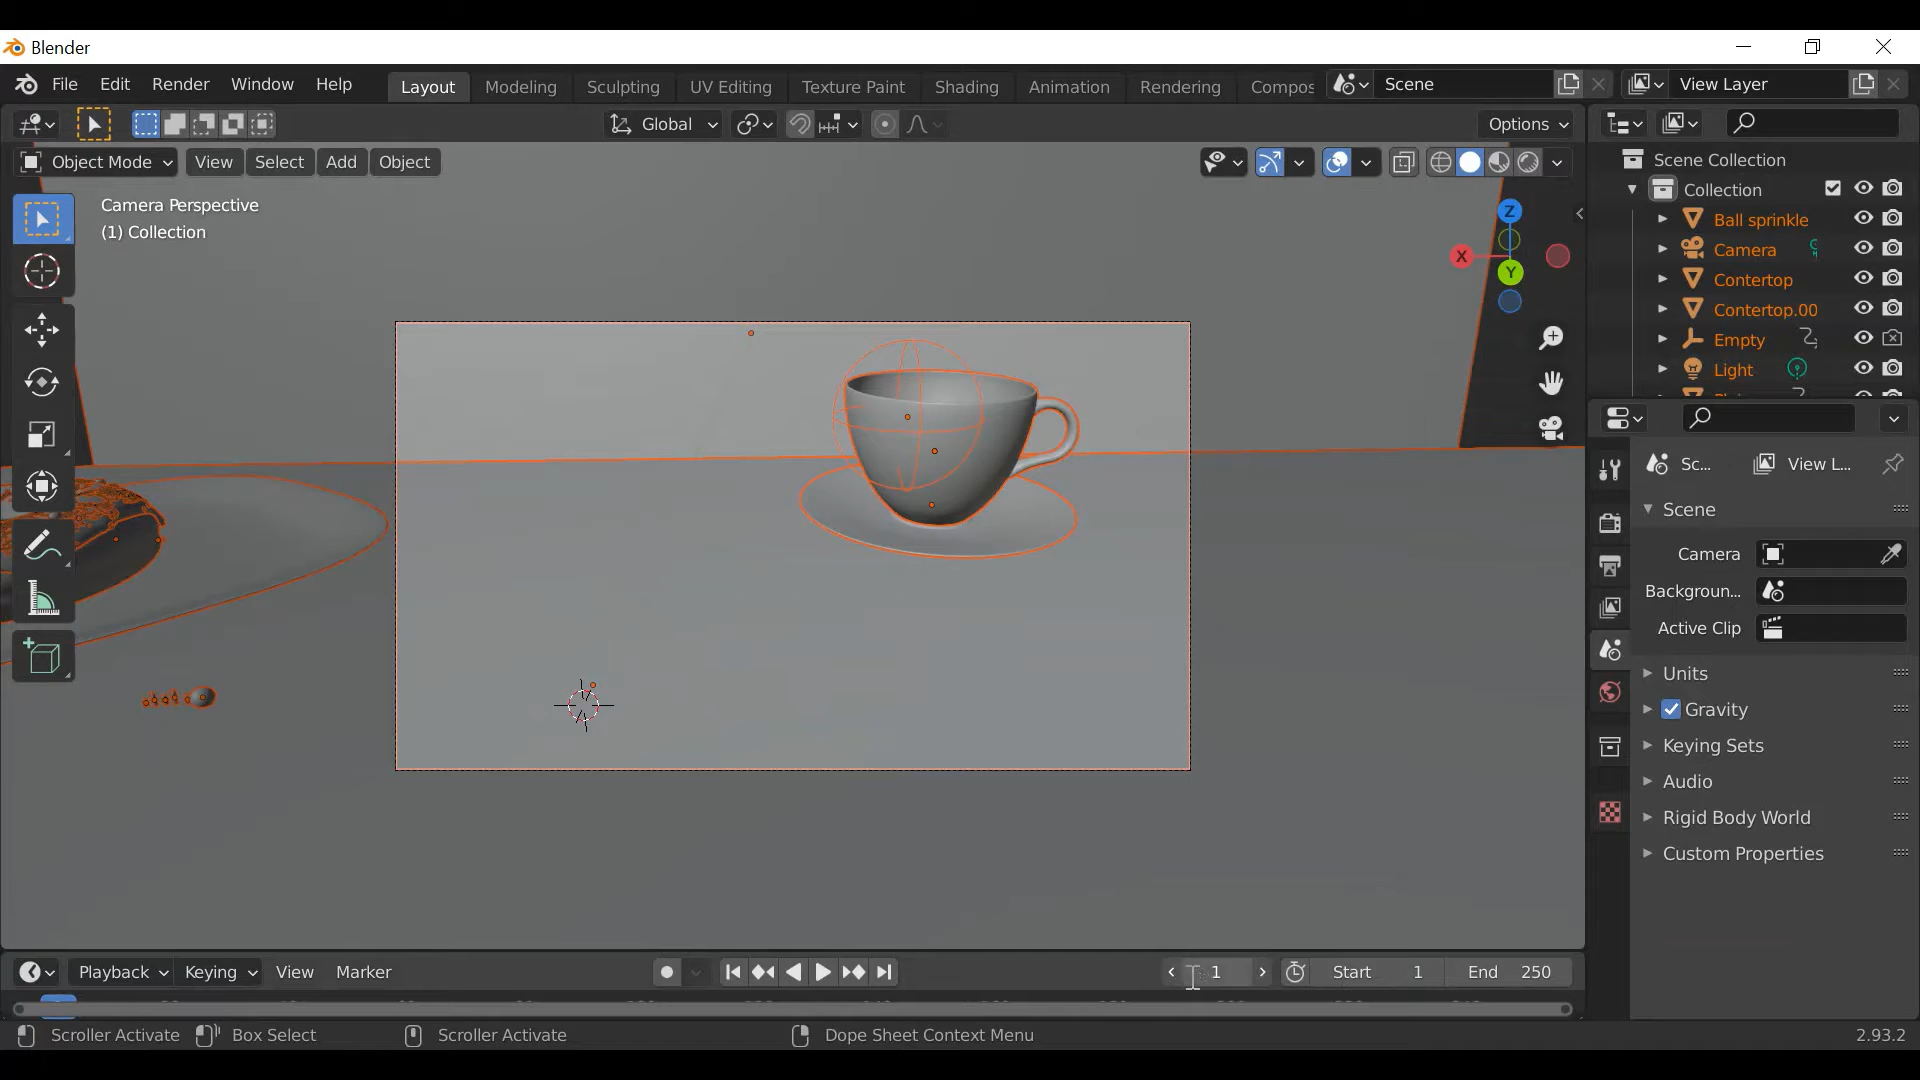 Blender
File Edit Render Window Help Layout Modeling Sculpting UV Editing Texture Paint Shading Animation Rendering Compos Scene View Layer
Global Options
Object Mode View Select Add Object
Camera Perspective
(1) Collection
Z
X
Y
Scene Collection
Collection
Ball sprinkle
Camera
Contertop
Contertop.00
Empty
Light
Sc... View L...
Scene
Camera
Backgroun...
Active Clip
Units
Gravity
Keying Sets
Audio
Rigid Body World
Custom Properties
Playback Keying View Marker 1 Start 1 End 250
Scroller Activate Box Select Scroller Activate Dope Sheet Context Menu 2.93.2